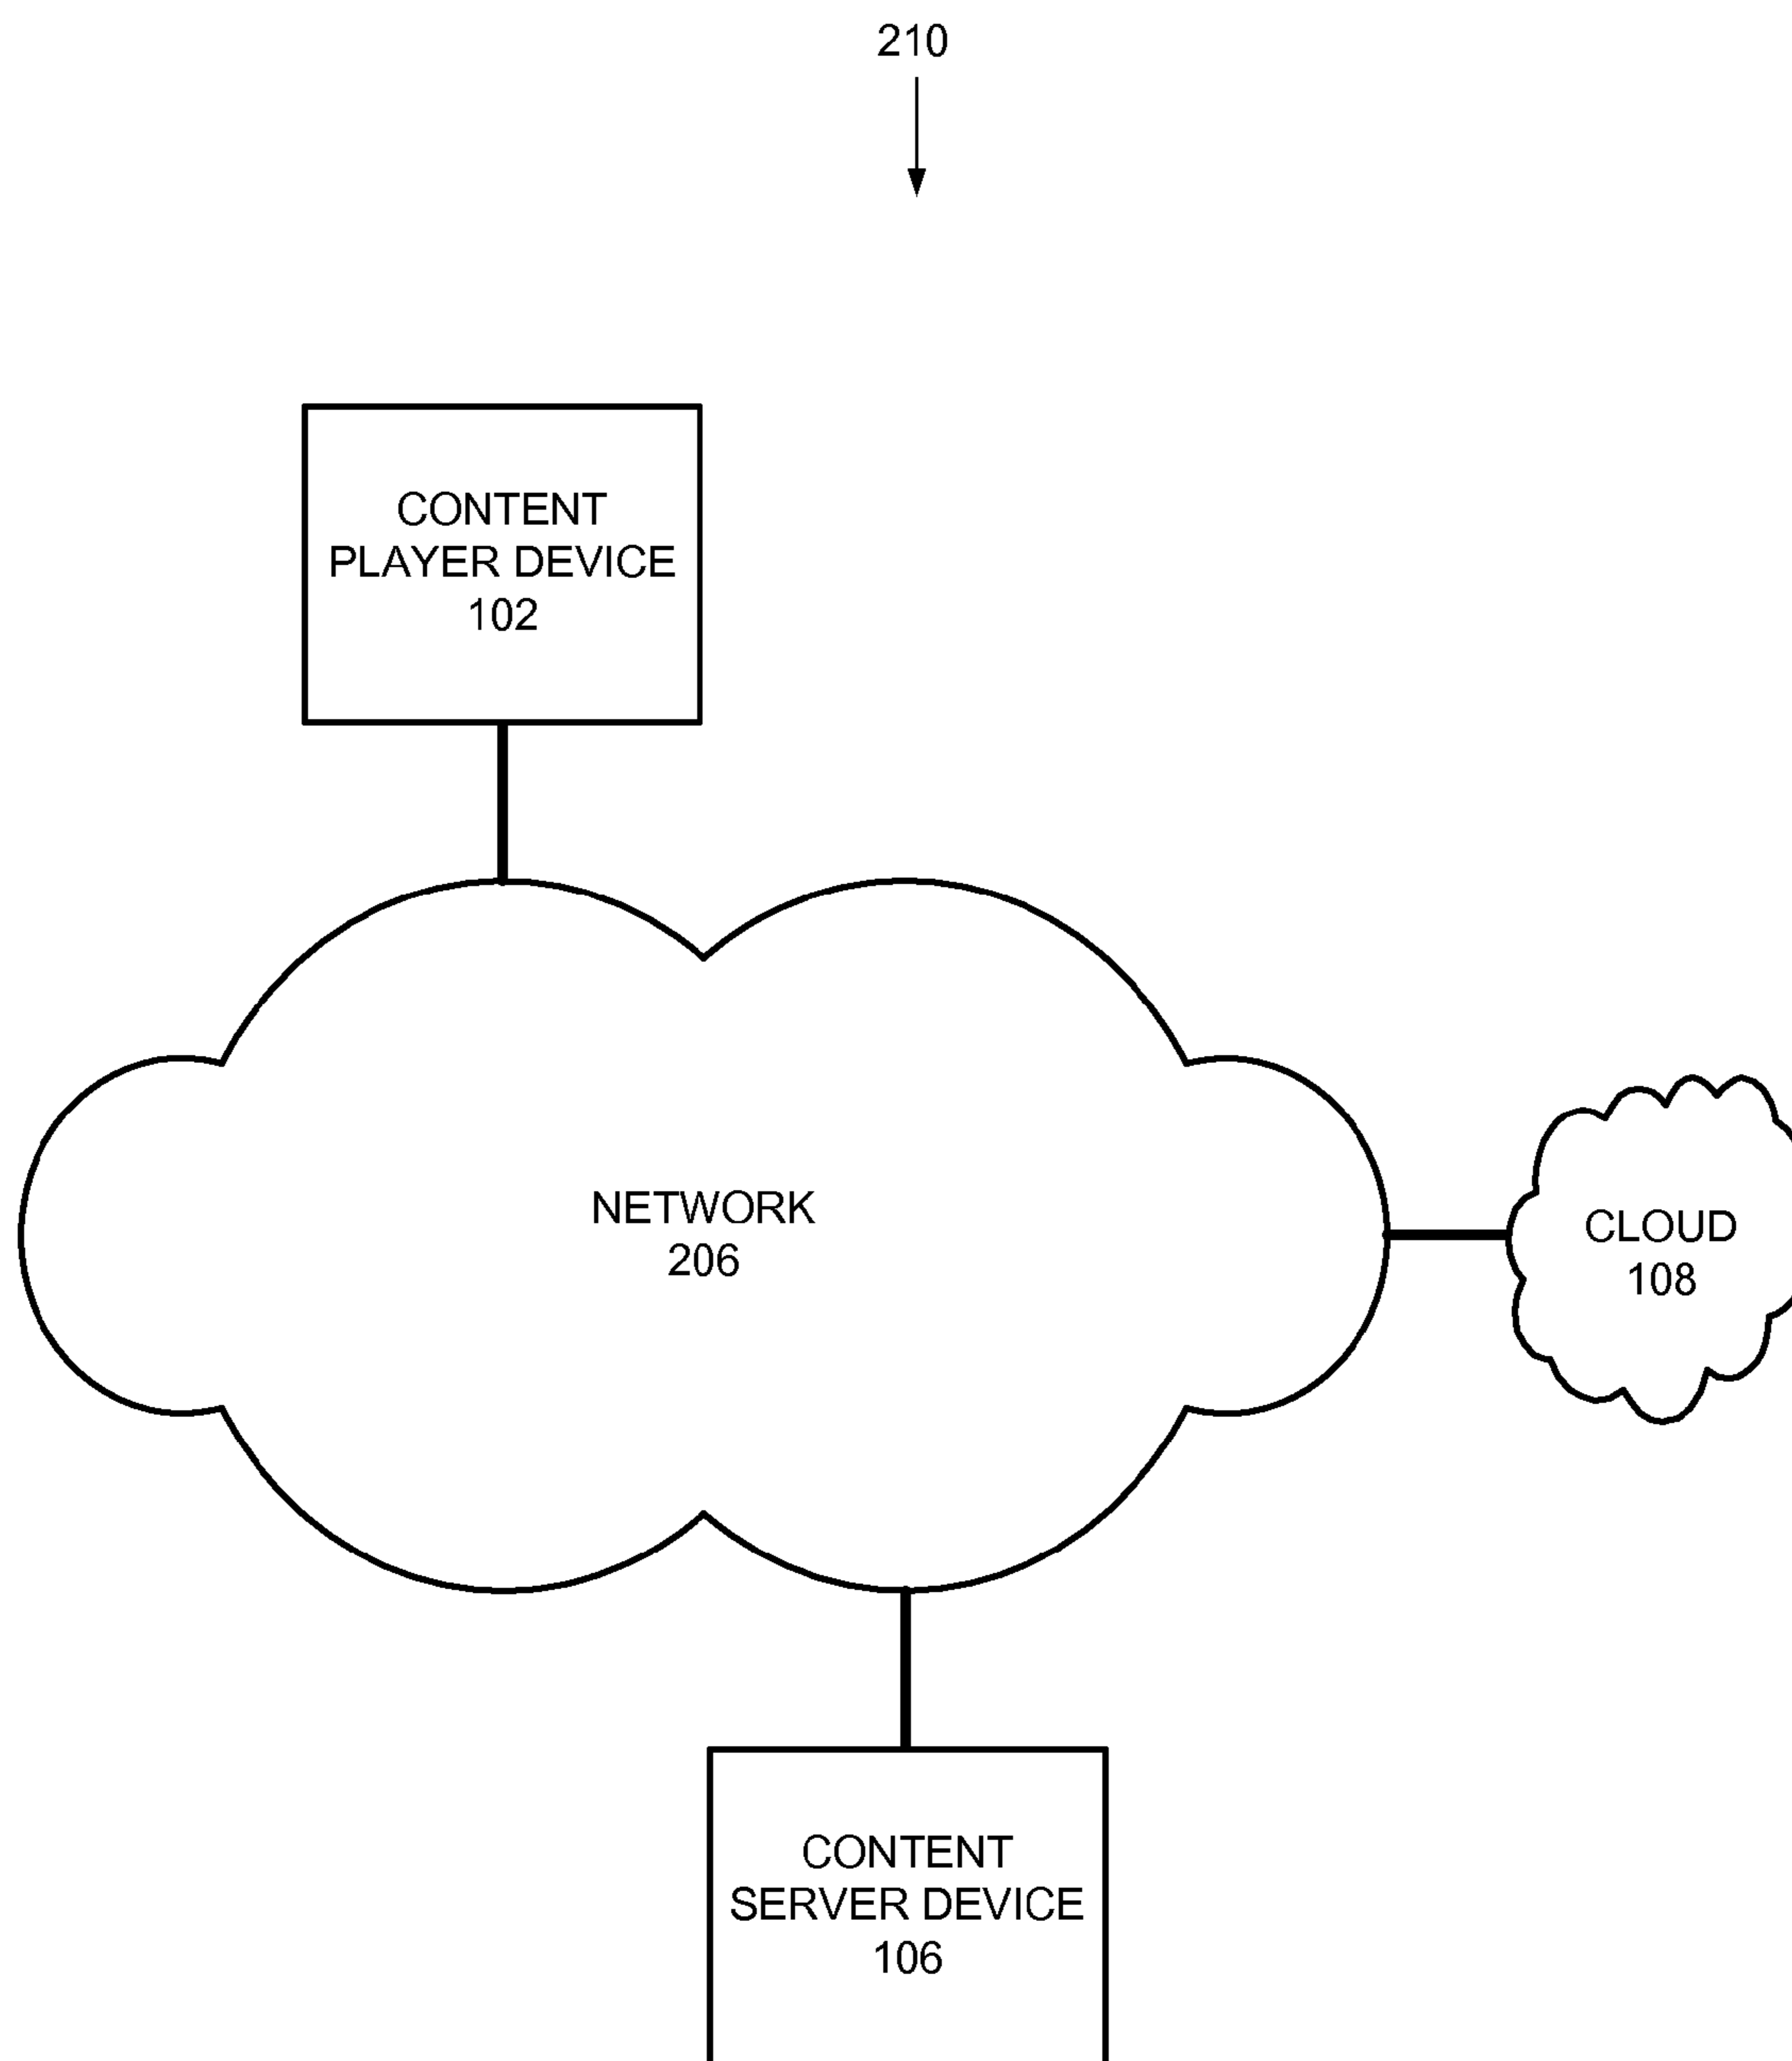 210
CONTENT
PLAYER DEVICE
102
NETWORK
206
CLOUD
108
CONTENT
SERVER DEVICE
106